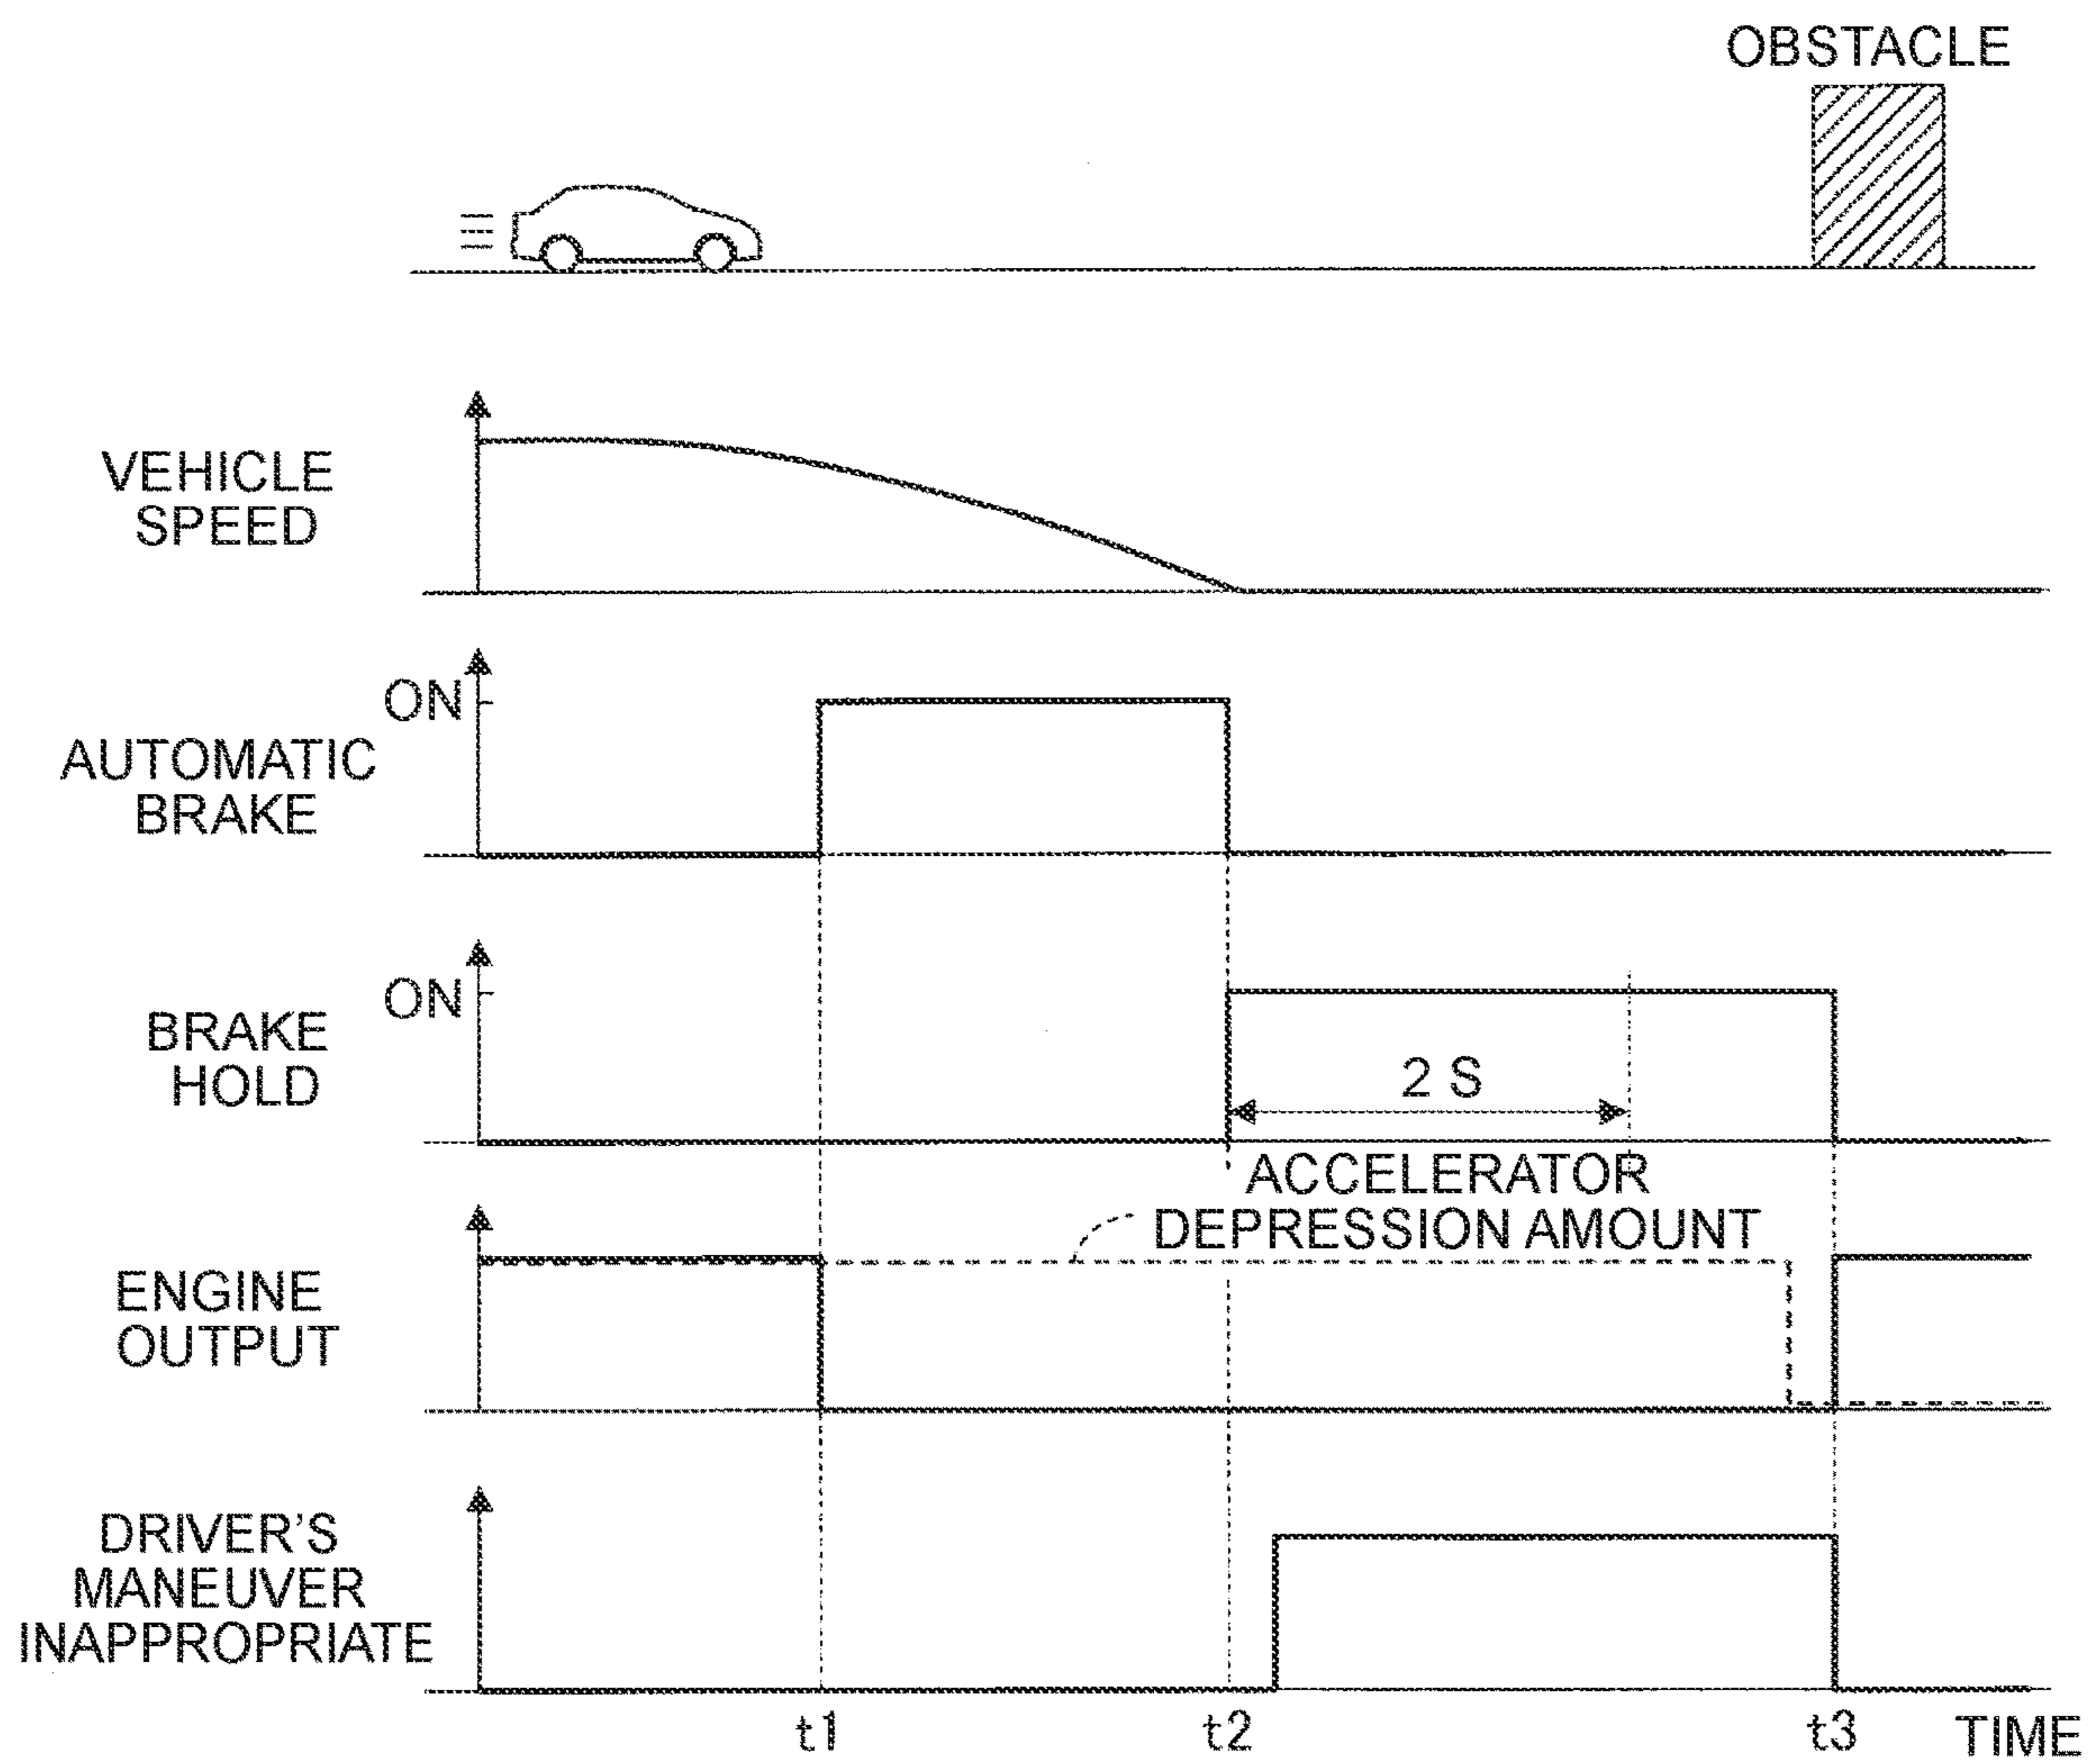 OBSTACLE
VEHICLE
SPEED
ON
AUTOMATIC
BRAKE
ON
BRAKE
HOLD
2 S
ACCELERATOR
DEPRESSION AMOUNT
ENGINE
OUTPUT
DRIVER'S
MANEUVER
INAPPROPRIATE
t1
t2
t3
TIME